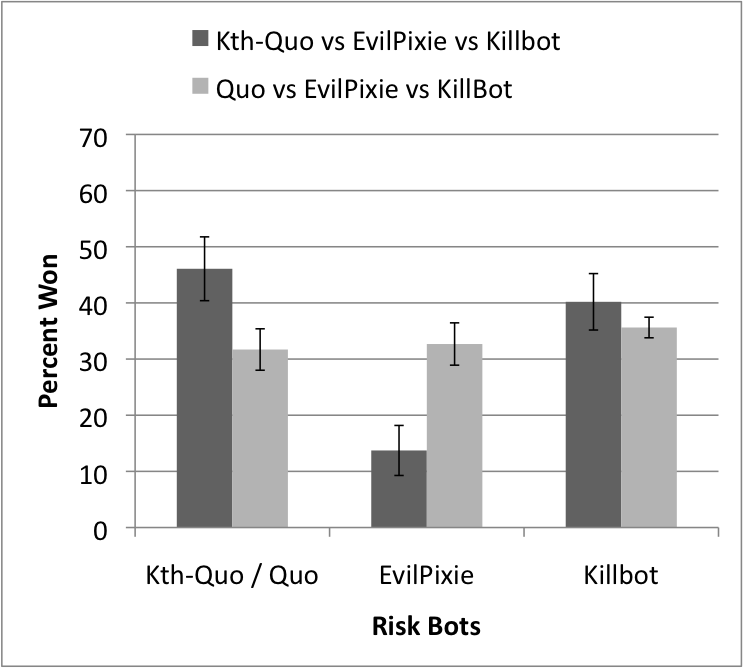 Kth-Quo vs EvilPixie vs Killbot
Quo vs EvilPixie vs KillBot
70
60
50
40
30
20
10
0
Percent Won
Kth-Quo / Quo
EvilPixie
Killbot
Risk Bots